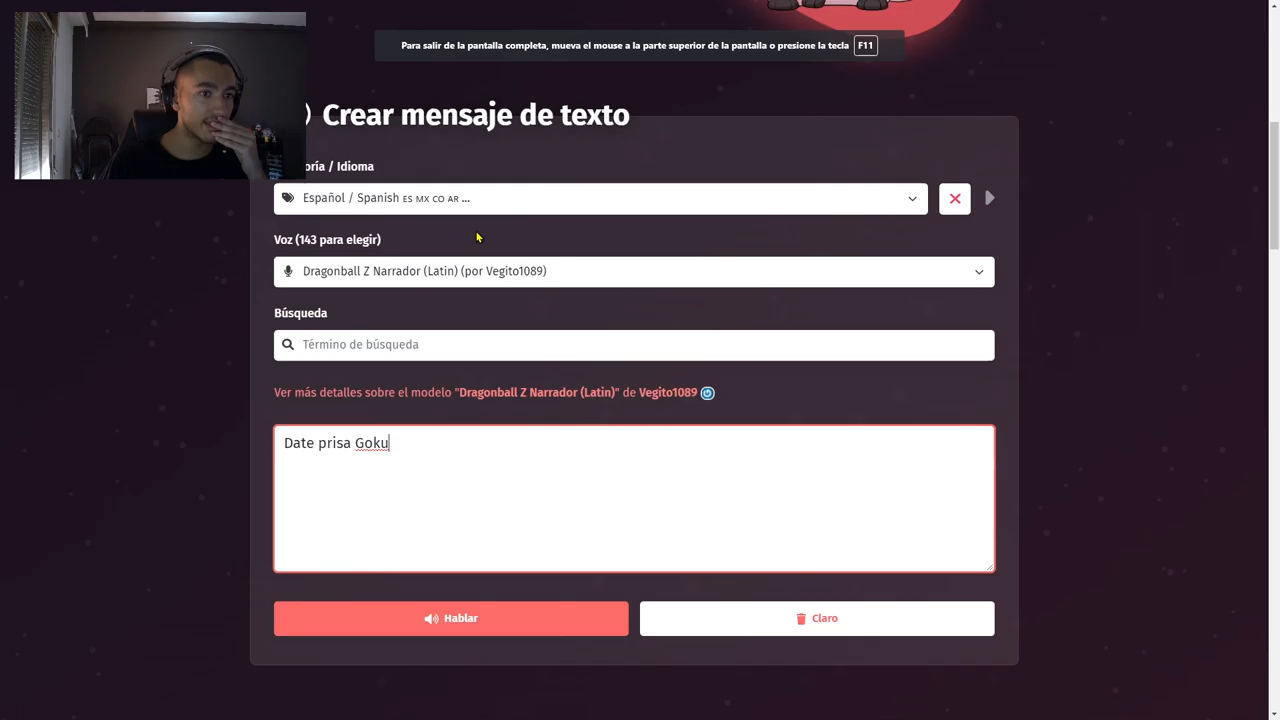 Para salir de la pantalla completa, mueva el mouse a la parte superior de la pantalla o presione la tecla F11
) Crear mensaje de texto
oría / Idioma
Español / Spanish ES MX CO AR ...
Voz (143 para elegir)
Dragonball Z Narrador (Latin) (por Vegito1089)
Búsqueda
Término de búsqueda
Ver más detalles sobre el modelo "Dragonball Z Narrador (Latin)" de Vegito1089
Date prisa Goku
Hablar
Claro